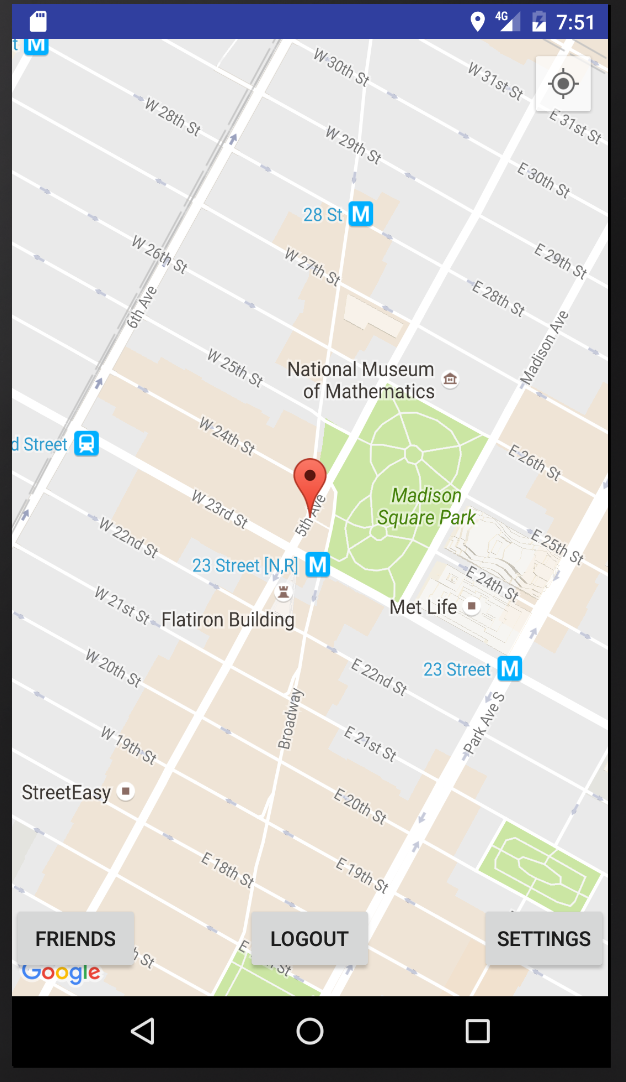 4G 7:51
W 30th St
W 31st St
E 31st St
W 28th St
W 29th St
E 30th St
28 St M
W 26th St
W 27th St
E 29th St
E 28th St
6th Ave
Madison Ave
W 25th St
National Museum
of Mathematics
W 24th St
d Street
E 26th St
Madison
Square Park
W 23rd St
5th Ave
W 22nd St
E 25th St
23 Street [N,R] M
E 24th St
W 21st St
Flatiron Building
Met Life
W 20th St
E 22nd St
23 Street M
Broadway
Park Ave S
W 19th St
E 21st St
StreetEasy
E 20th St
E 18th St
E 19th St
FRIENDS
LOGOUT
SETTINGS
Google